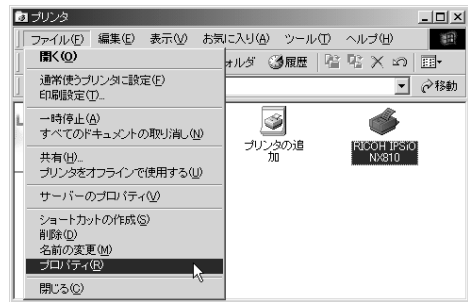 プリンタ
ファイル(F) 編集(E) 表示(V) お気に入り(A) ツール(T) ヘルプ(H)
開く(O)
ォルダ 履歴
通常使うプリンタに設定(F)
印刷設定(T)...
移動
一時停止(A)
すべてのドキュメントの取り消し(N)
共有(H)...
プリンタをオフラインで使用する(U)
サーバーのプロパティ(V)
ショートカットの作成(S)
削除(D)
名前の変更(M)
プロパティ(R)
閉じる(C)
プリンタの追
加
RICOH IPSiO
NX810